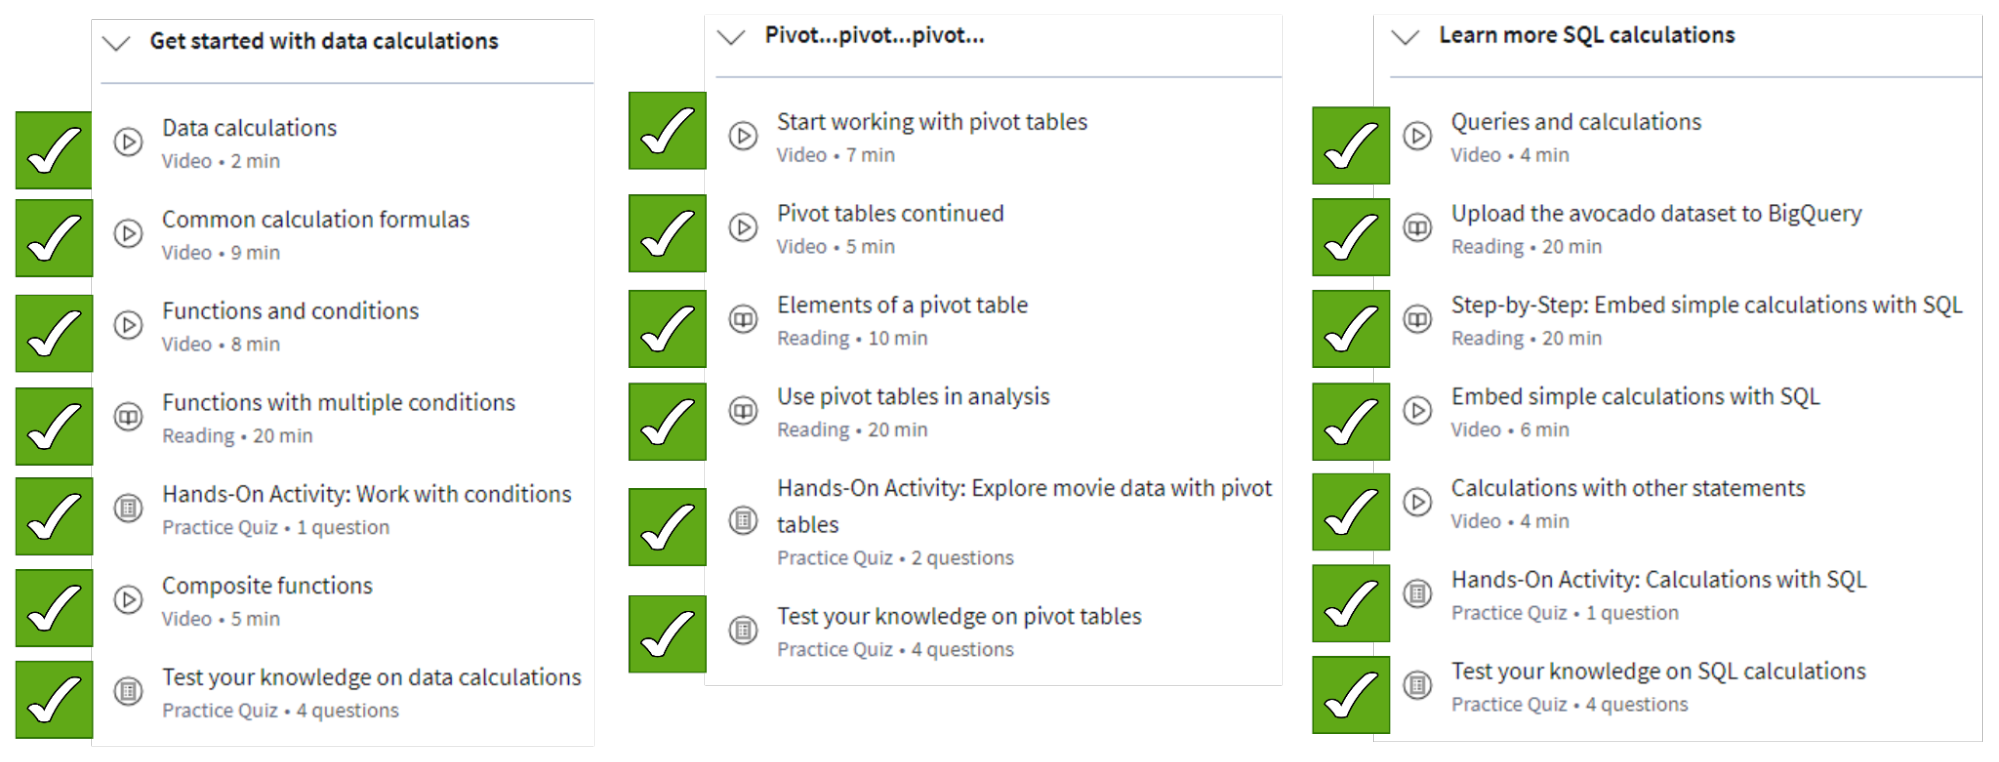 Get started with data calculations
Data calculations
Video • 2 min
Common calculation formulas
Video • 9 min
Functions and conditions
Video • 8 min
Functions with multiple conditions
Reading • 20 min
Hands-On Activity: Work with conditions
Practice Quiz • 1 question
Composite functions
Video • 5 min
Test your knowledge on data calculations
Practice Quiz • 4 questions
Pivot...pivot...pivot...
Start working with pivot tables
Video • 7 min
Pivot tables continued
Video • 5 min
Elements of a pivot table
Reading • 10 min
Use pivot tables in analysis
Reading • 20 min
Hands-On Activity: Explore movie data with pivot
tables
Practice Quiz • 2 questions
Test your knowledge on pivot tables
Practice Quiz • 4 questions
Learn more SQL calculations
Queries and calculations
Video • 4 min
Upload the avocado dataset to BigQuery
Reading • 20 min
Step-by-Step: Embed simple calculations with SQL
Reading • 20 min
Embed simple calculations with SQL
Video • 6 min
Calculations with other statements
Video • 4 min
Hands-On Activity: Calculations with SQL
Practice Quiz • 1 question
Test your knowledge on SQL calculations
Practice Quiz • 4 questions